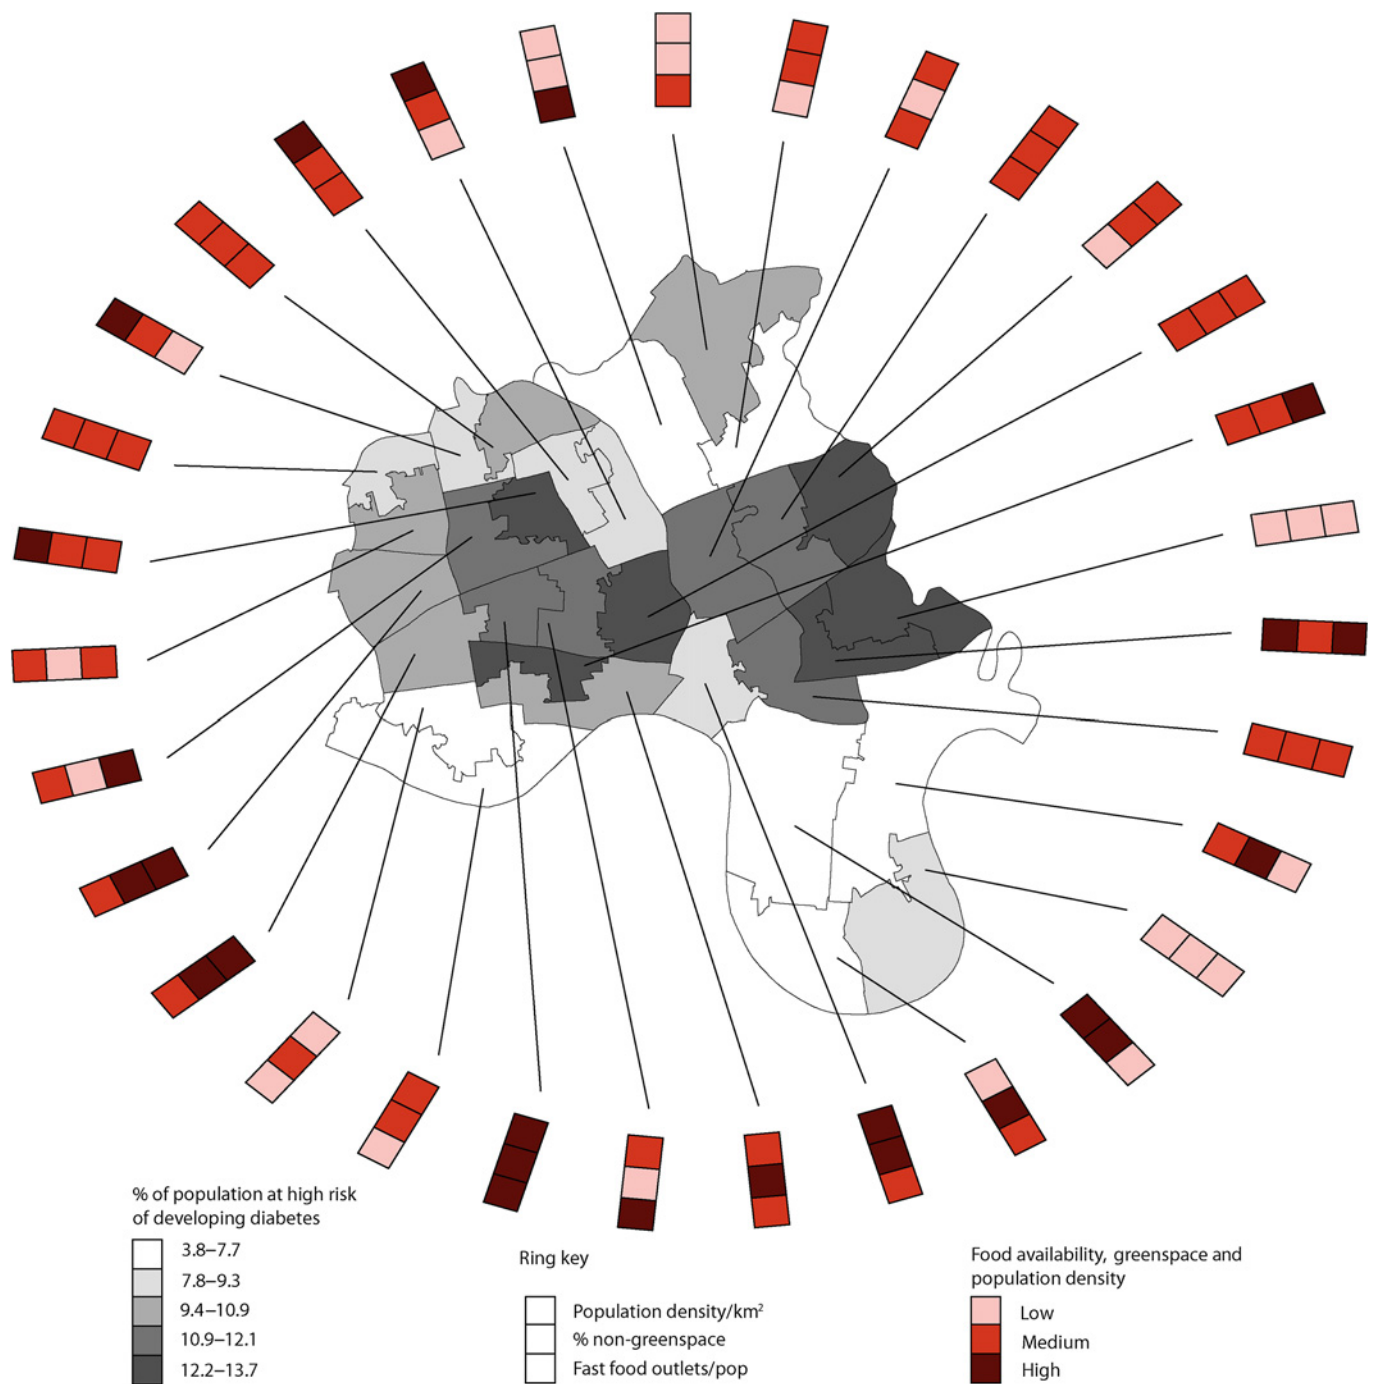 % of population at high risk
of developing diabetes
3.8–7.7
7.8–9.3
9.4–10.9
10.9–12.1
12.2–13.7
Ring key
Population density/km²
% non-greenspace
Fast food outlets/pop
Food availability, greenspace and
population density
Low
Medium
High